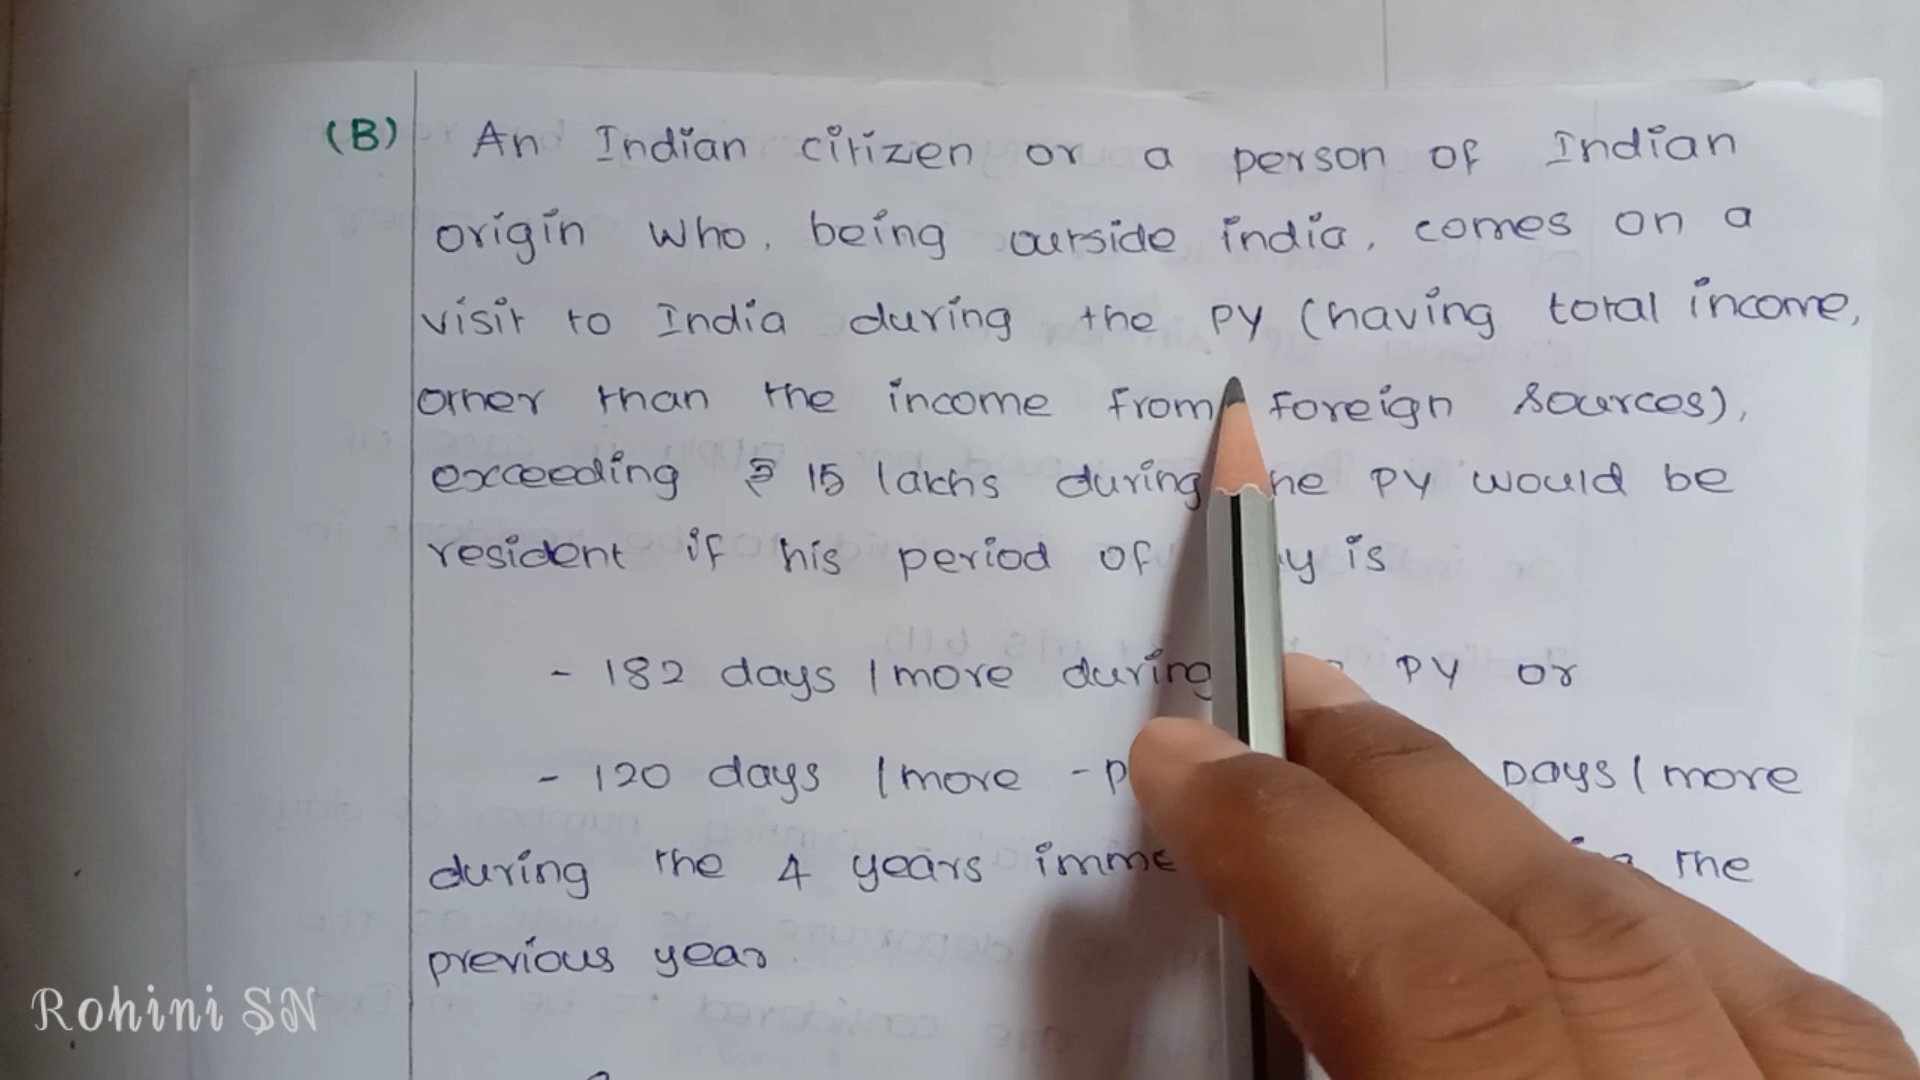 (B) An Indian citizen or a person of Indian
origin who, being outside india, comes on a
visit to India during the PY (having total income,
other than the income from foreign sources),
exceeding ₹ 15 lakhs during he PY would be
resident if his period of y is
- 182 days / more during PY or
- 120 days / more - P Days / more
during the 4 years imme the
previous year
Rohini SN